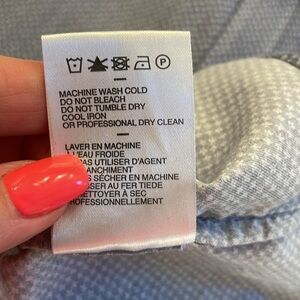 P
MACHINE WASH COLD
DO NOT BLEACH
DO NOT TUMBLE DRY
COOL IRON
OR PROFESSIONAL DRY CLEAN
LAVER EN MACHINE
L'EAU FROIDE
PAS UTILISER D'AGENT
S SÉCHER EN MACHINE
SSER AU FER TIEDE
NETTOYER À SEC